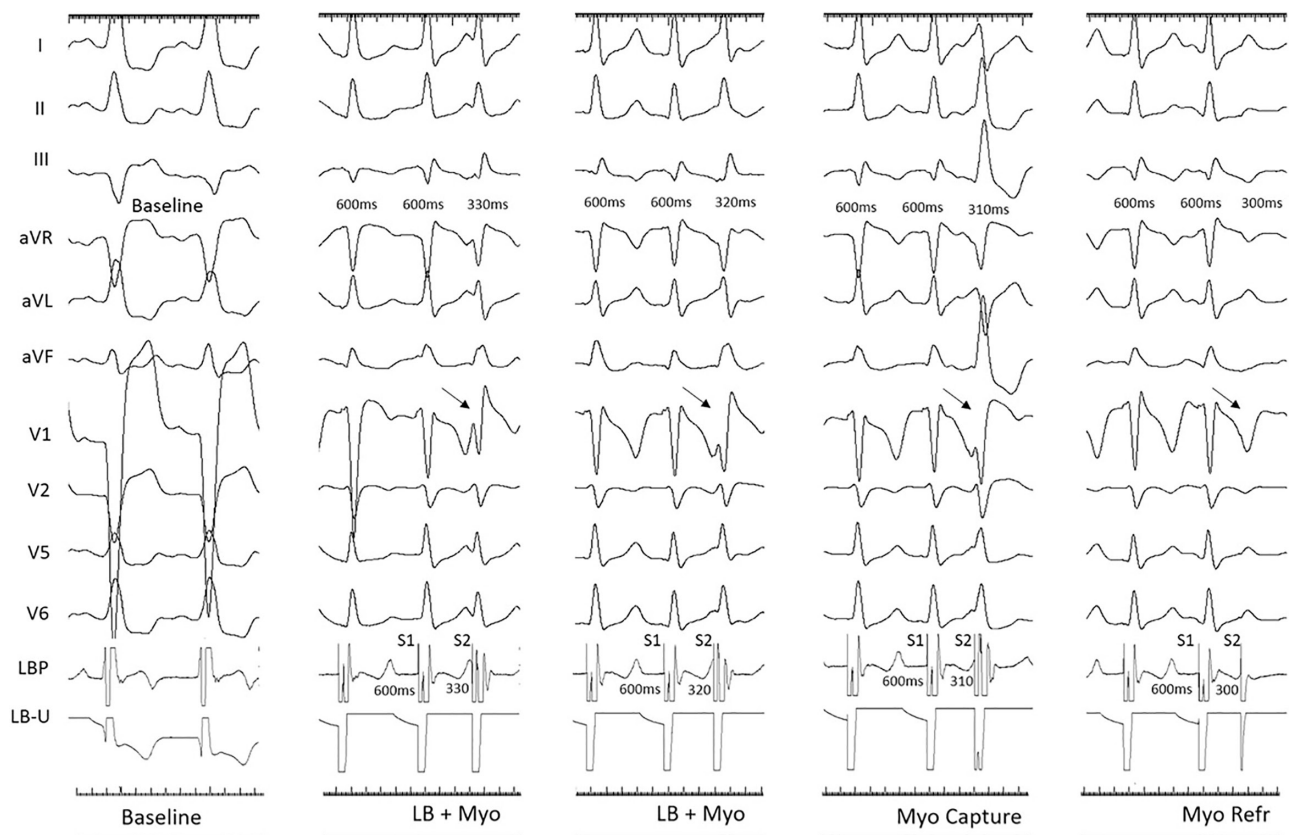 I
II
III
Baseline
600ms 600ms 330ms
600ms 600ms 320ms
600ms 600ms 310ms
600ms 600ms 300ms
aVR
aVL
aVF
V1
V2
V5
V6
S1 S2
S1 S2
S1 S2
S1 S2
LBP
600ms 330
600ms 320
600ms 310
600ms 300
LB-U
Baseline
LB + Myo
LB + Myo
Myo Capture
Myo Refr